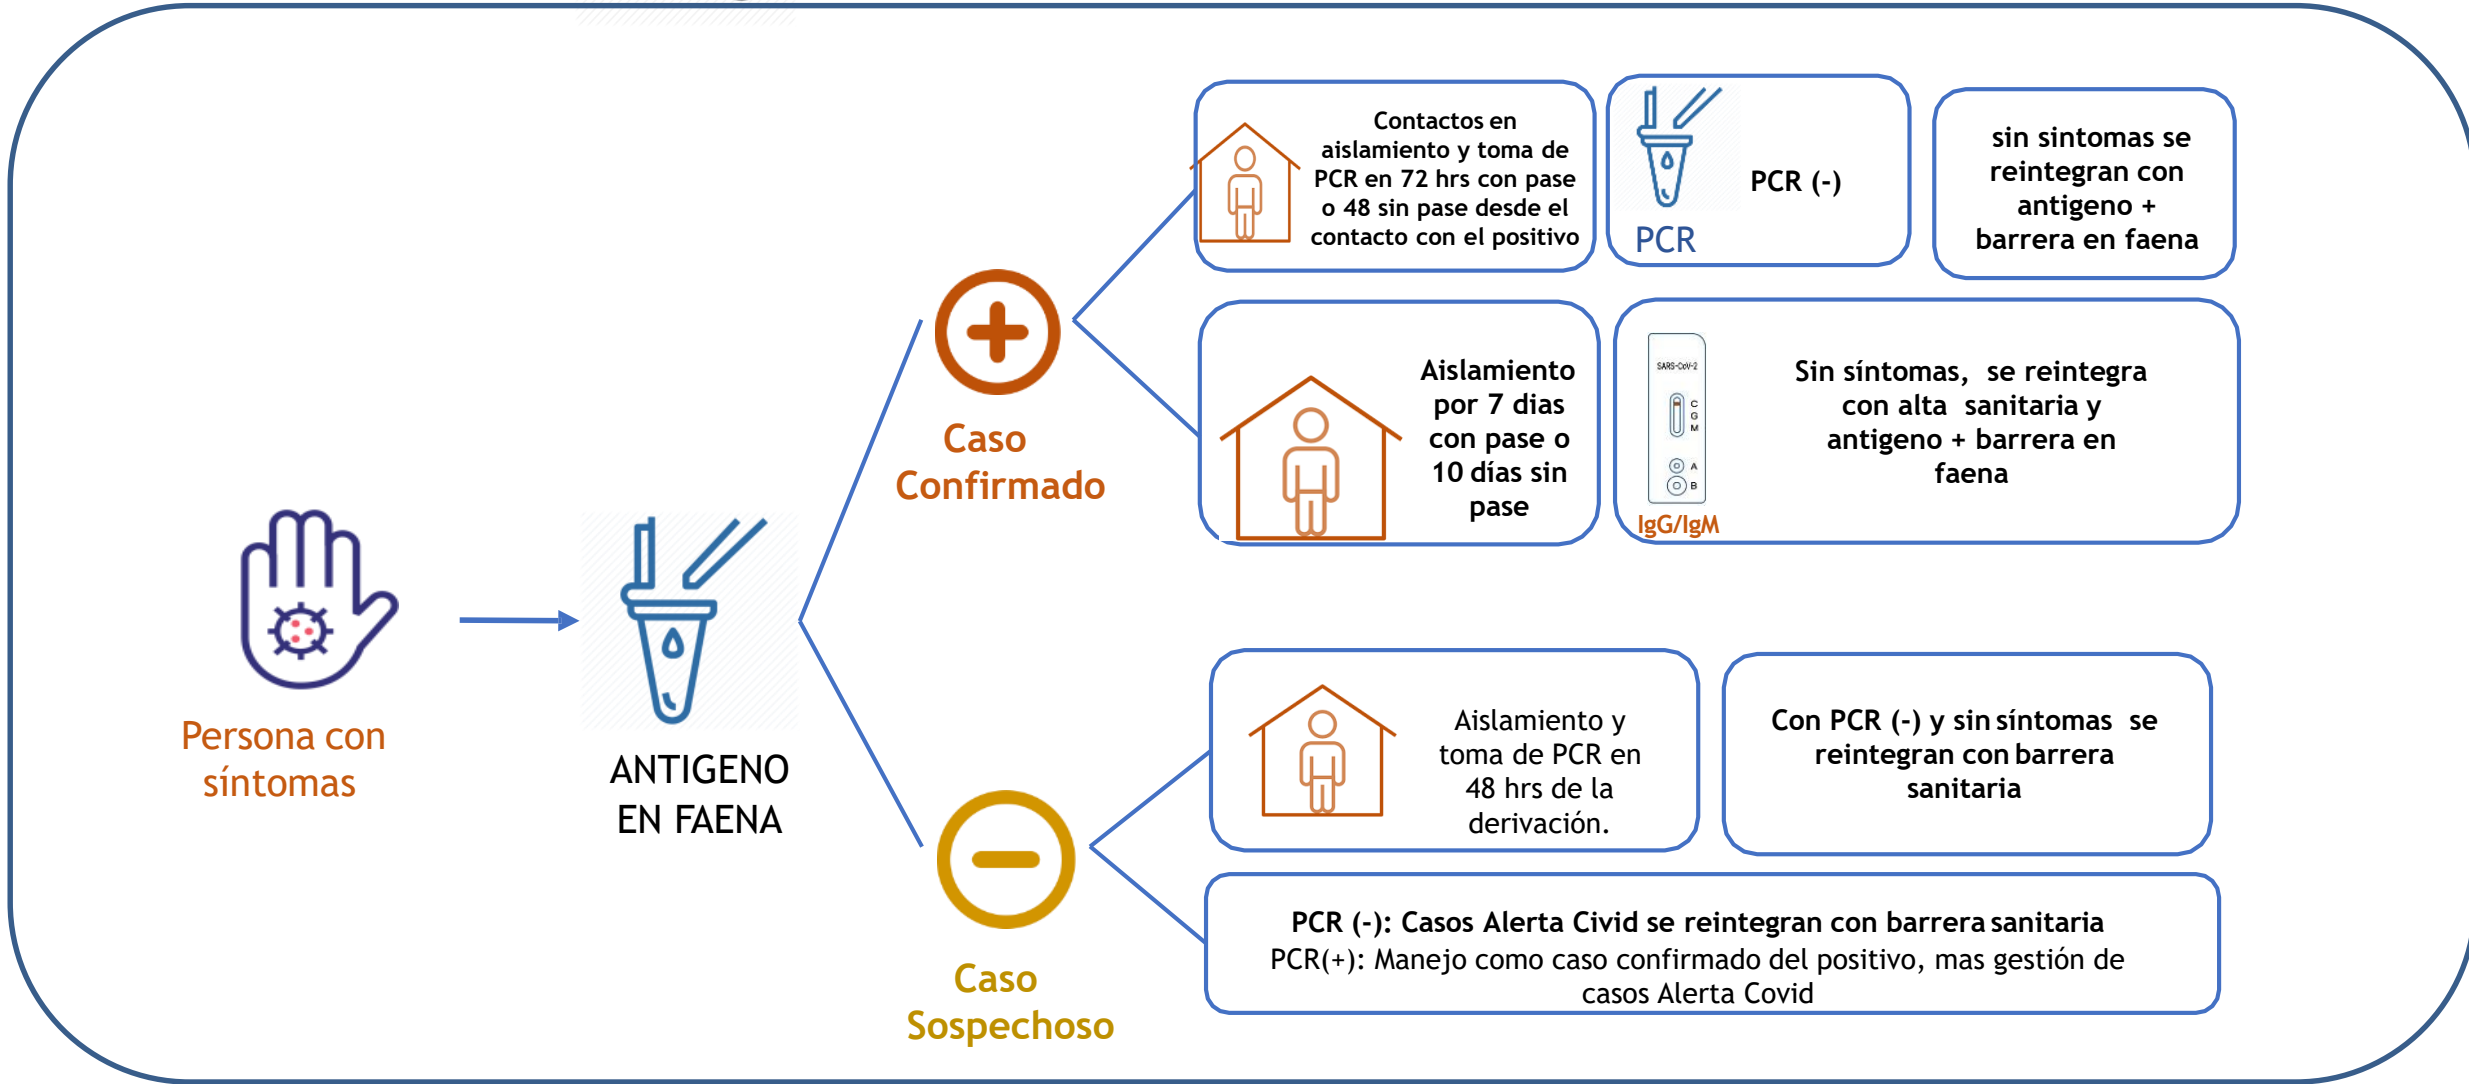 Persona con
síntomas
ANTIGENO
EN FAENA
Caso
Confirmado
Contactos en
aislamiento y toma de
PCR en 72 hrs con pase
o 48 sin pase desde el
contacto con el positivo
PCR
PCR (-)
sin sintomas se
reintegran con
antigeno +
barrera en faena
Aislamiento
por 7 dias
con pase o
10 días sin
pase
SARS-CoV-2
C
G
M
A
B
IgG/IgM
Sin síntomas, se reintegra
con alta sanitaria y
antigeno + barrera en
faena
Caso
Sospechoso
Aislamiento y
toma de PCR en
48 hrs de la
derivación.
Con PCR (-) y sin síntomas se
reintegran con barrera
sanitaria
PCR (-): Casos Alerta Civid se reintegran con barrera sanitaria
PCR(+): Manejo como caso confirmado del positivo, mas gestión de
casos Alerta Covid